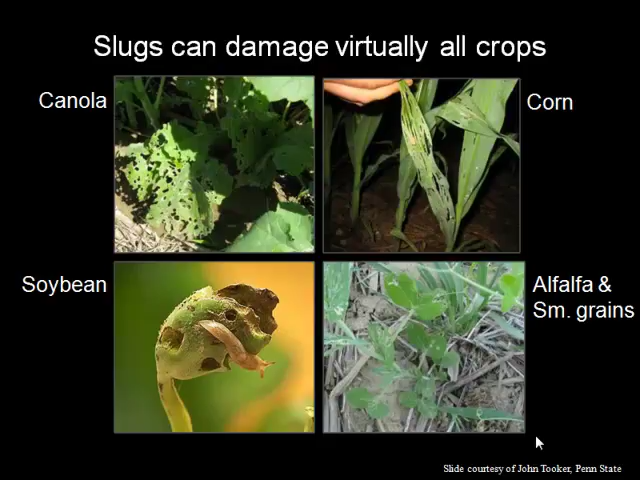 Slugs can damage virtually all crops
Canola
Corn
Soybean
Alfalfa &
Sm. grains
Slide courtesy of John Tooker, Penn State